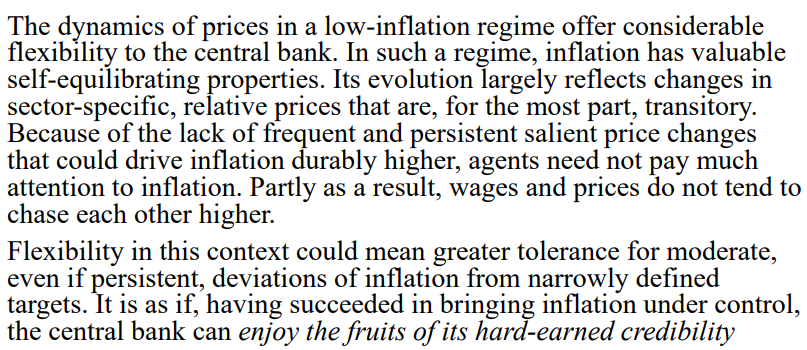 The dynamics of prices in a low-inflation regime offer considerable
flexibility to the central bank. In such a regime, inflation has valuable
self-equilibrating properties. Its evolution largely reflects changes in
sector-specific, relative prices that are, for the most part, transitory.
Because of the lack of frequent and persistent salient price changes
that could drive inflation durably higher, agents need not pay much
attention to inflation. Partly as a result, wages and prices do not tend to
chase each other higher.
Flexibility in this context could mean greater tolerance for moderate,
even if persistent, deviations of inflation from narrowly defined
targets. It is as if, having succeeded in bringing inflation under control,
the central bank can enjoy the fruits of its hard-earned credibility